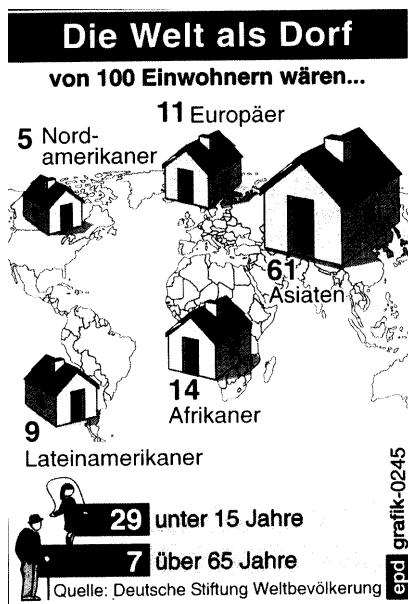 Die Welt als Dorf
von 100 Einwohnern wären...
11 Europäer
5 Nord-
amerikaner
61
Asiaten
14
Afrikaner
9
Lateinamerikaner
29 unter 15 Jahre
7 über 65 Jahre
Quelle: Deutsche Stiftung Weltbevölkerung
epd grafik-0245